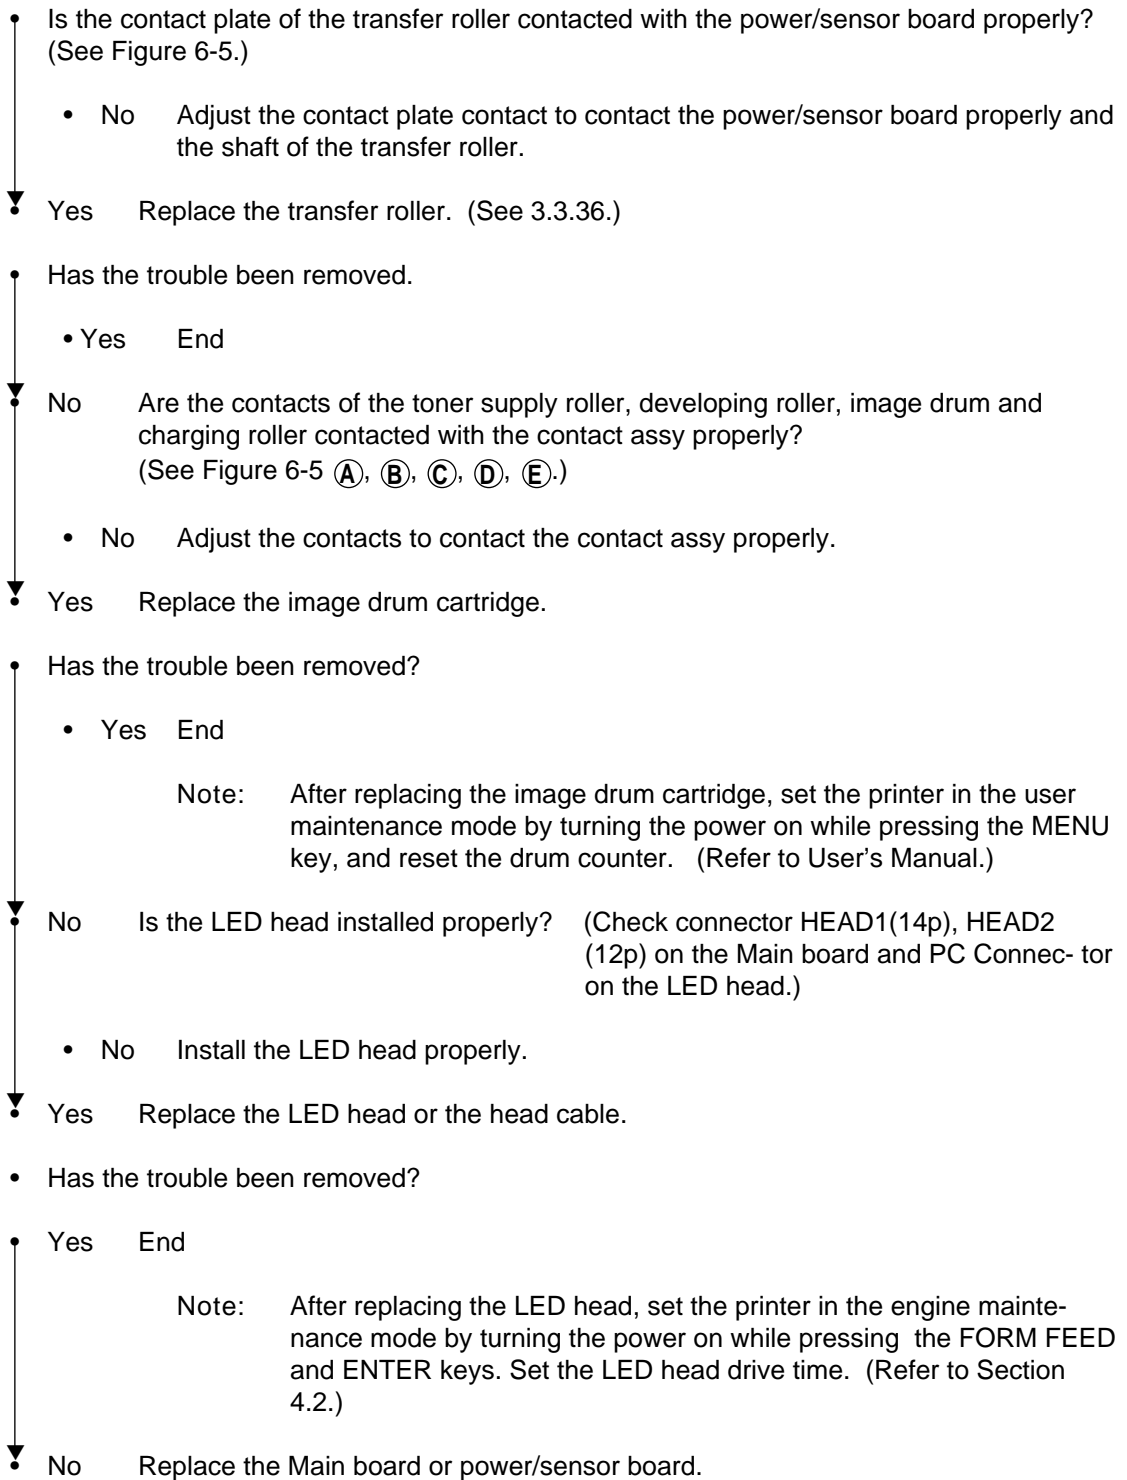 • Is the contact plate of the transfer roller contacted with the power/sensor board properly?
(See Figure 6-5.)
• No Adjust the contact plate contact to contact the power/sensor board properly and
the shaft of the transfer roller.
• Yes Replace the transfer roller. (See 3.3.36.)
• Has the trouble been removed.
• Yes End
• No Are the contacts of the toner supply roller, developing roller, image drum and
charging roller contacted with the contact assy properly?
(See Figure 6-5 Ⓐ, Ⓑ, Ⓒ, Ⓓ, Ⓔ.)
• No Adjust the contacts to contact the contact assy properly.
• Yes Replace the image drum cartridge.
• Has the trouble been removed?
• Yes End
Note: After replacing the image drum cartridge, set the printer in the user
maintenance mode by turning the power on while pressing the MENU
key, and reset the drum counter. (Refer to User's Manual.)
• No Is the LED head installed properly? (Check connector HEAD1(14p), HEAD2
(12p) on the Main board and PC Connec- tor
on the LED head.)
• No Install the LED head properly.
• Yes Replace the LED head or the head cable.
• Has the trouble been removed?
• Yes End
Note: After replacing the LED head, set the printer in the engine mainte-
nance mode by turning the power on while pressing the FORM FEED
and ENTER keys. Set the LED head drive time. (Refer to Section
4.2.)
• No Replace the Main board or power/sensor board.